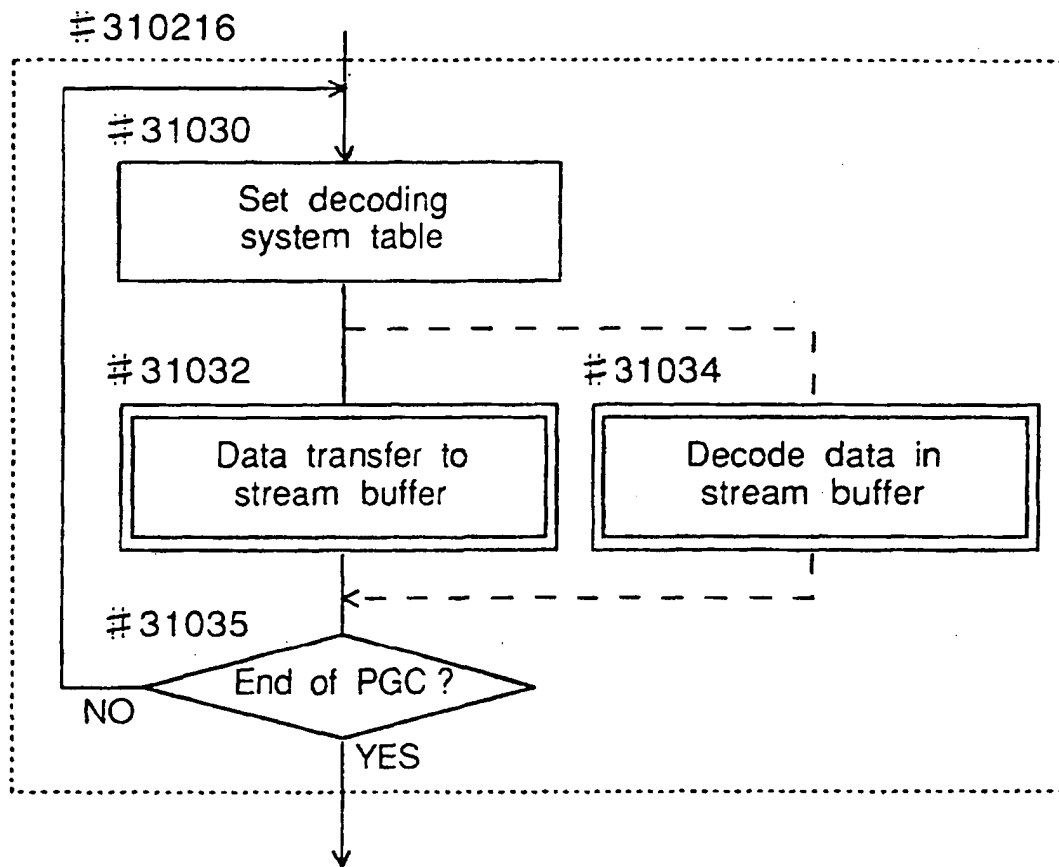 #310216
#31030
Set decoding
system table
#31032
#31034
Data transfer to
stream buffer
Decode data in
stream buffer
#31035
End of PGC ?
NO
YES